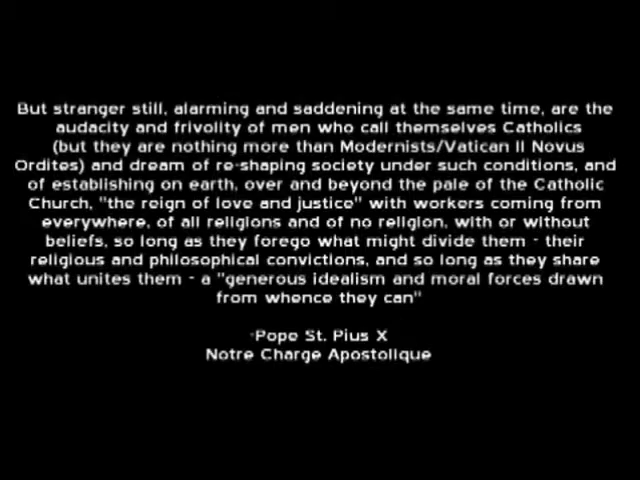 But stranger still, alarming and saddening at the same time, are the
audacity and frivolity of men who call themselves Catholics
(but they are nothing more than Modernists/Vatican II Novus
Ordites) and dream of re-shaping society under such conditions, and
of establishing on earth, over and beyond the pale of the Catholic
Church, "the reign of love and justice" with workers coming from
everywhere, of all religions and of no religion, with or without
beliefs, so long as they forego what might divide them - their
religious and philosophical convictions, and so long as they share
what unites them - a "generous idealism and moral forces drawn
from whence they can"
-Pope St. Pius X
Notre Charge Apostolique